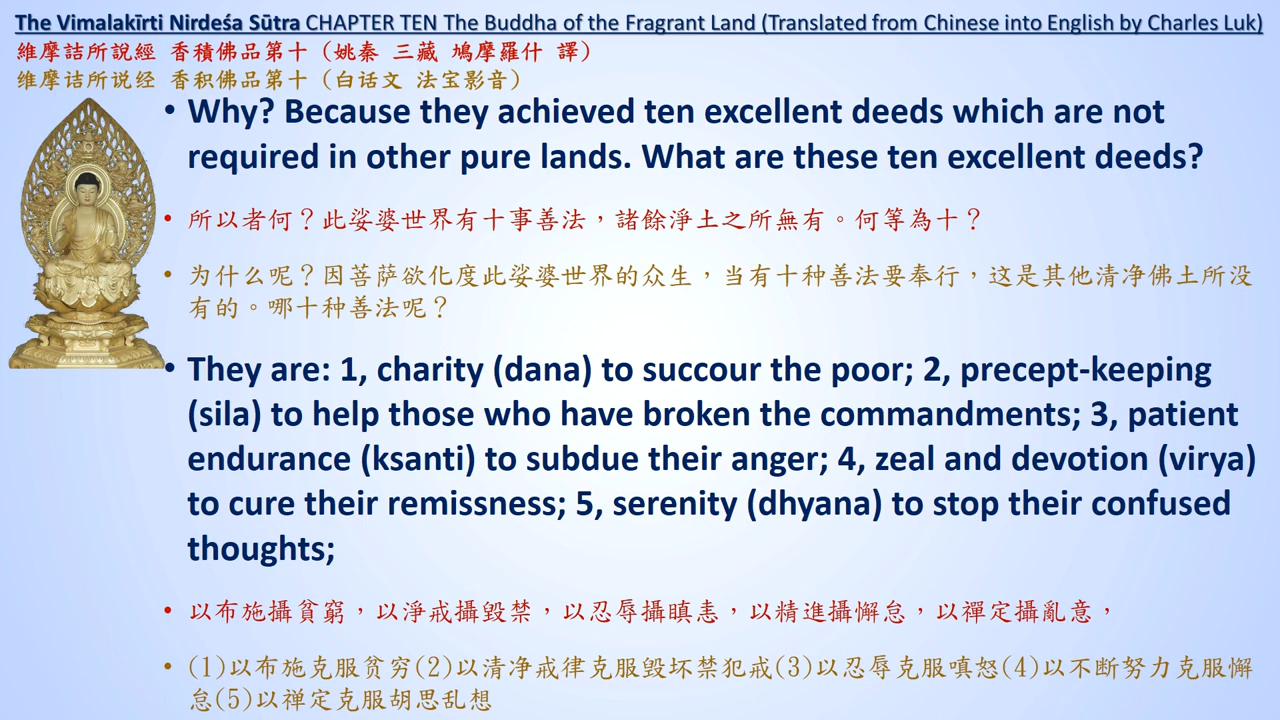 The Vimalakīrti Nirdeśa Sūtra CHAPTER TEN The Buddha of the Fragrant Land (Translated from Chinese into English by Charles Luk)
維摩詰所說經 香積佛品第十（姚秦 三藏 鳩摩羅什 譯）
维摩诘所说经 香积佛品第十（白话文 法宝影音）
• Why? Because they achieved ten excellent deeds which are not
required in other pure lands. What are these ten excellent deeds?
• 所以者何？此娑婆世界有十事善法，諸餘淨土之所無有。何等為十？
• 为什么呢？因菩萨欲化度此娑婆世界的众生，当有十种善法要奉行，这是其他清净佛土所没
有的。哪十种善法呢？
• They are: 1, charity (dana) to succour the poor; 2, precept-keeping
(sila) to help those who have broken the commandments; 3, patient
endurance (ksanti) to subdue their anger; 4, zeal and devotion (virya)
to cure their remissness; 5, serenity (dhyana) to stop their confused
thoughts;
• 以布施攝貧窮，以淨戒攝毀禁，以忍辱攝瞋恚，以精進攝懈怠，以禪定攝亂意，
• (1)以布施克服贫穷(2)以清净戒律克服毁坏禁犯戒(3)以忍辱克服嗔怒(4)以不断努力克服懈
怠(5)以禅定克服胡思乱想